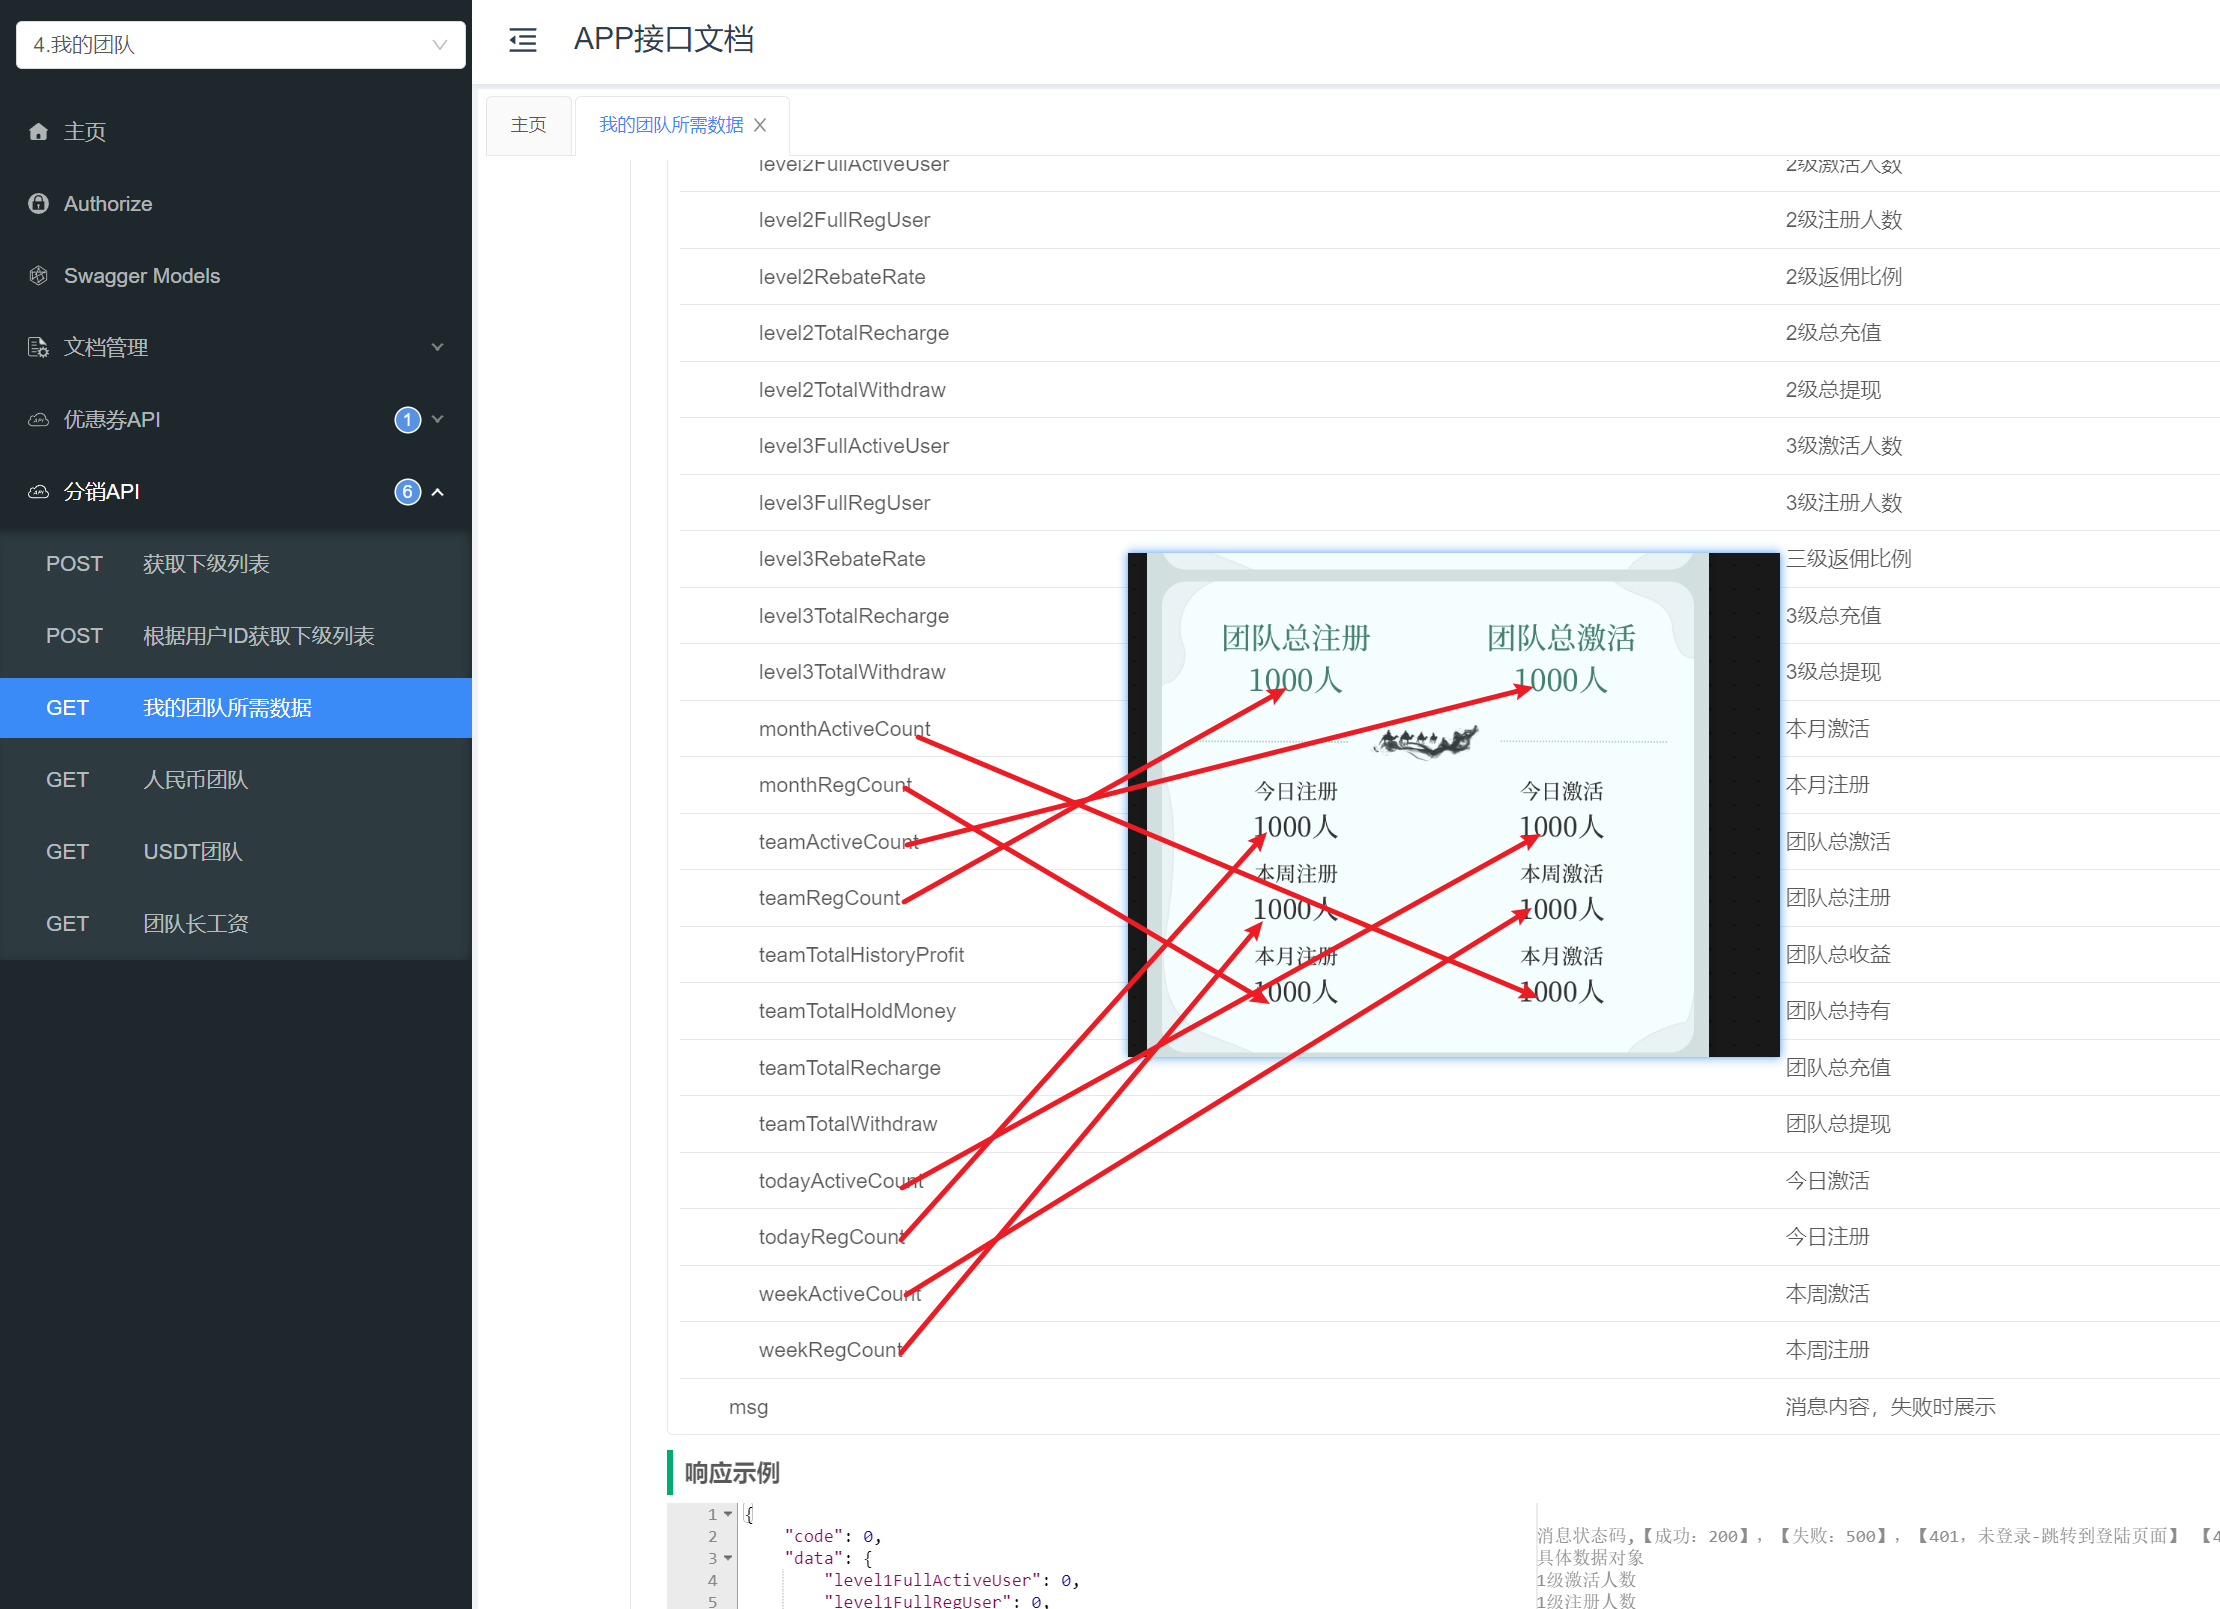 4.我的团队
主页
Authorize
Swagger Models
文档管理
优惠券API 1
分销API 6
POST 获取下级列表
POST 根据用户ID获取下级列表
GET 我的团队所需数据
GET 人民币团队
GET USDT团队
GET 团队长工资
APP接口文档
主页 我的团队所需数据
level2FullActiveUser 2级激活人数
level2FullRegUser 2级注册人数
level2RebateRate 2级返佣比例
level2TotalRecharge 2级总充值
level2TotalWithdraw 2级总提现
level3FullActiveUser 3级激活人数
level3FullRegUser 3级注册人数
level3RebateRate 三级返佣比例
level3TotalRecharge 3级总充值
level3TotalWithdraw 3级总提现
monthActiveCount 本月激活
monthRegCount 本月注册
teamActiveCount 团队总激活
teamRegCount 团队总注册
teamTotalHistoryProfit 团队总收益
teamTotalHoldMoney 团队总持有
teamTotalRecharge 团队总充值
teamTotalWithdraw 团队总提现
todayActiveCount 今日激活
todayRegCount 今日注册
weekActiveCount 本周激活
weekRegCount 本周注册
msg 消息内容，失败时展示
团队总注册 团队总激活
1000人 1000人
今日注册 今日激活
1000人 1000人
本周注册 本周激活
1000人 1000人
本月注册 本月激活
1000人 1000人
响应示例
1 {
2 "code": 0, 消息状态码,【成功: 200】,【失败: 500】,【401, 未登录-跳转到登陆页面】【4
3 "data": { 具体数据对象
4 "level1FullActiveUser": 0, 1级激活人数
5 "level1FullRegUser": 0, 1级注册人数